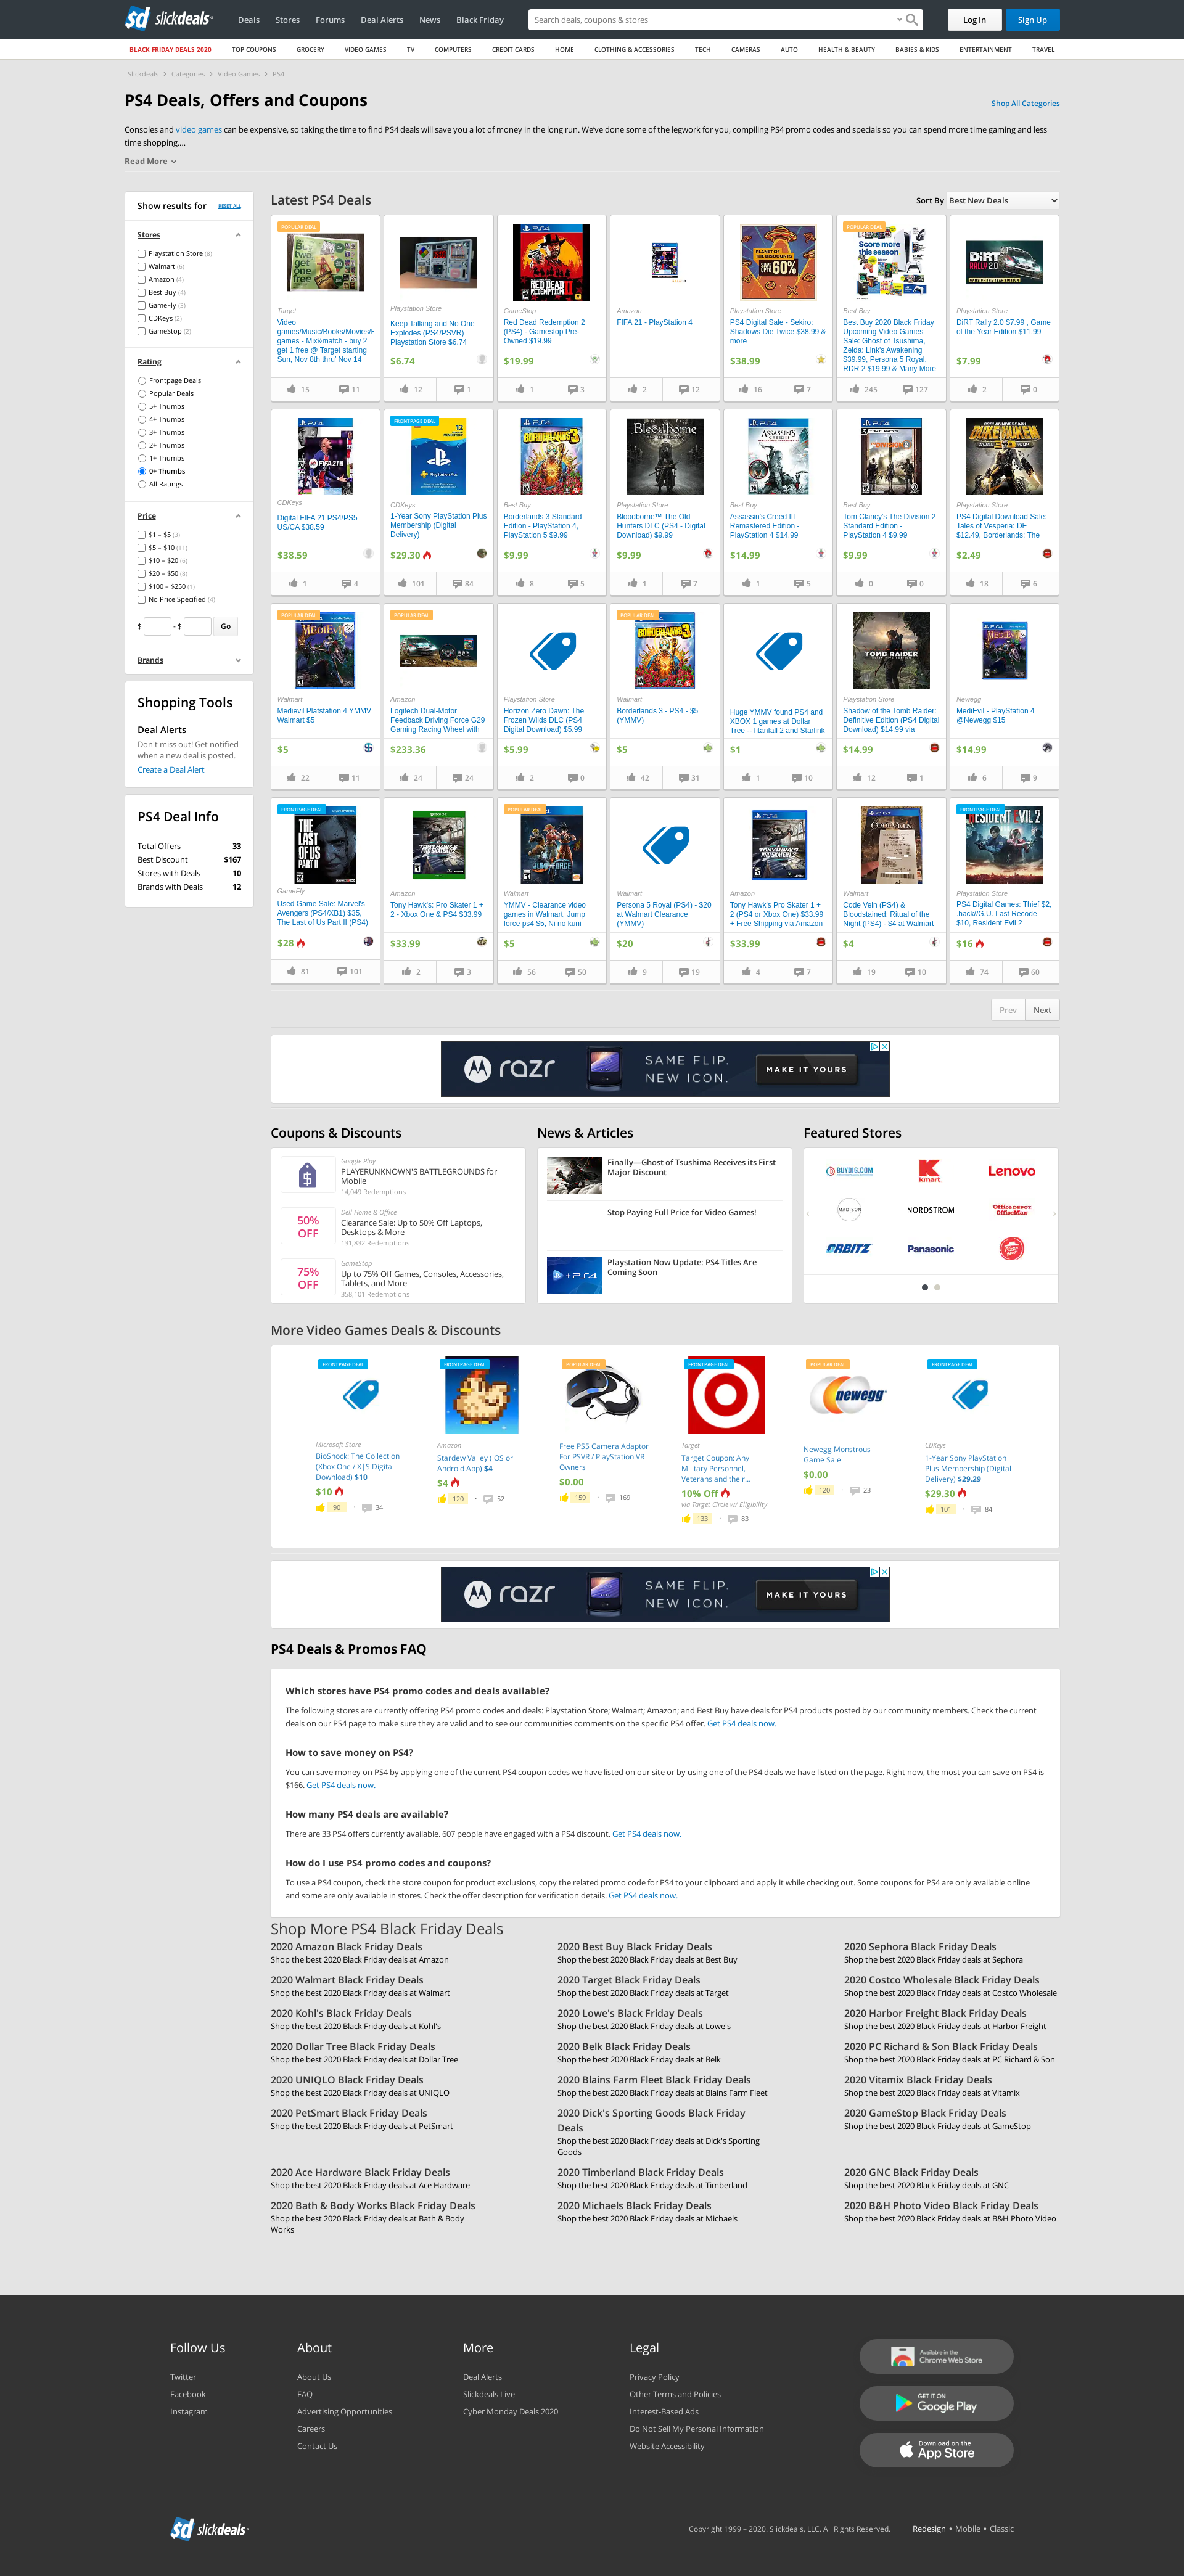 slickdeals
Deals Stores Forums Deal Alerts News Black Friday
Search deals, coupons & stores
Log In Sign Up
BLACK FRIDAY DEALS 2020 TOP COUPONS GROCERY VIDEO GAMES TV COMPUTERS CREDIT CARDS HOME CLOTHING & ACCESSORIES TECH CAMERAS AUTO HEALTH & BEAUTY BABIES & KIDS ENTERTAINMENT TRAVEL
Slickdeals › Categories › Video Games › PS4
PS4 Deals, Offers and Coupons
Shop All Categories
Consoles and video games can be expensive, so taking the time to find PS4 deals will save you a lot of money in the long run. We've done some of the legwork for you, compiling PS4 promo codes and specials so you can spend more time gaming and less
time shopping....
Read More
Show results for RESET ALL
Stores
Playstation Store (8)
Walmart (6)
Amazon (4)
Best Buy (4)
GameFly (3)
CDKeys (2)
GameStop (2)
Rating
Frontpage Deals
Popular Deals
5+ Thumbs
4+ Thumbs
3+ Thumbs
2+ Thumbs
1+ Thumbs
0+ Thumbs
All Ratings
Price
$1 – $5 (3)
$5 – $10 (11)
$10 – $20 (6)
$20 – $50 (8)
$100 – $250 (1)
No Price Specified (4)
$ - $ Go
Brands
Shopping Tools
Deal Alerts
Don't miss out! Get notified
when a new deal is posted.
Create a Deal Alert
PS4 Deal Info
Total Offers 33
Best Discount $167
Stores with Deals 10
Brands with Deals 12
Latest PS4 Deals
Sort By Best New Deals
POPULAR DEAL
Target
Video
games/Music/Books/Movies/E
games - Mix&match - buy 2
get 1 free @ Target starting
Sun, Nov 8th thru' Nov 14
15 11
Playstation Store
Keep Talking and No One
Explodes (PS4/PSVR)
Playstation Store $6.74
$6.74
12 1
GameStop
Red Dead Redemption 2
(PS4) - Gamestop Pre-
Owned $19.99
$19.99
1 3
Amazon
FIFA 21 - PlayStation 4
2 12
PLANET OF
THE DISCOUNTS
SAVE UP TO 60%
Playstation Store
PS4 Digital Sale - Sekiro:
Shadows Die Twice $38.99 &
more
$38.99
16 7
POPULAR DEAL
Score more
this season
Best Buy
Best Buy 2020 Black Friday
Upcoming Video Games
Sale: Ghost of Tsushima,
Zelda: Link's Awakening
$39.99, Persona 5 Royal,
RDR 2 $19.99 & Many More
245 127
DiRT RALLY 2.0
Playstation Store
DiRT Rally 2.0 $7.99 , Game
of the Year Edition $11.99
$7.99
2 0
CDKeys
Digital FIFA 21 PS4/PS5
US/CA $38.59
$38.59
1 4
FRONTPAGE DEAL
CDKeys
1-Year Sony PlayStation Plus
Membership (Digital
Delivery)
$29.30
101 84
Best Buy
Borderlands 3 Standard
Edition - PlayStation 4,
PlayStation 5 $9.99
$9.99
8 5
Bloodborne
Playstation Store
Bloodborne™ The Old
Hunters DLC (PS4 - Digital
Download) $9.99
$9.99
1 7
Best Buy
Assassin's Creed III
Remastered Edition -
PlayStation 4 $14.99
$14.99
1 5
Best Buy
Tom Clancy's The Division 2
Standard Edition -
PlayStation 4 $9.99
$9.99
0 0
Playstation Store
PS4 Digital Download Sale:
Tales of Vesperia: DE
$12.49, Borderlands: The
$2.49
18 6
POPULAR DEAL
Walmart
Medievil Platstation 4 YMMV
Walmart $5
$5
22 11
POPULAR DEAL
Amazon
Logitech Dual-Motor
Feedback Driving Force G29
Gaming Racing Wheel with
$233.36
24 24
Playstation Store
Horizon Zero Dawn: The
Frozen Wilds DLC (PS4
Digital Download) $5.99
$5.99
2 0
POPULAR DEAL
Walmart
Borderlands 3 - PS4 - $5
(YMMV)
$5
42 31
Huge YMMV found PS4 and
XBOX 1 games at Dollar
Tree --Titanfall 2 and Starlink
$1
1 10
TOMB RAIDER
Playstation Store
Shadow of the Tomb Raider:
Definitive Edition (PS4 Digital
Download) $14.99 via
$14.99
12 1
Newegg
MediEvil - PlayStation 4
@Newegg $15
$14.99
6 9
FRONTPAGE DEAL
THE LAST OF US PART II
GameFly
Used Game Sale: Marvel's
Avengers (PS4/XB1) $35,
The Last of Us Part II (PS4)
$28
81 101
Amazon
Tony Hawk's: Pro Skater 1 +
2 - Xbox One & PS4 $33.99
$33.99
2 3
POPULAR DEAL
JUMP FORCE
Walmart
YMMV - Clearance video
games in Walmart, Jump
force ps4 $5, Ni no kuni
$5
56 50
Walmart
Persona 5 Royal (PS4) - $20
at Walmart Clearance
(YMMV)
$20
9 19
Amazon
Tony Hawk's Pro Skater 1 +
2 (PS4 or Xbox One) $33.99
+ Free Shipping via Amazon
$33.99
4 7
Walmart
Code Vein (PS4) &
Bloodstained: Ritual of the
Night (PS4) - $4 at Walmart
$4
19 10
FRONTPAGE DEAL
RESIDENT EVIL 2
Playstation Store
PS4 Digital Games: Thief $2,
.hack//G.U. Last Recode
$10, Resident Evil 2
$16
74 60
Prev Next
razr SAME FLIP. NEW ICON. MAKE IT YOURS
Coupons & Discounts
Google Play
PLAYERUNKNOWN'S BATTLEGROUNDS for
Mobile
14,049 Redemptions
50% OFF
Dell Home & Office
Clearance Sale: Up to 50% Off Laptops,
Desktops & More
131,832 Redemptions
75% OFF
GameStop
Up to 75% Off Games, Consoles, Accessories,
Tablets, and More
358,101 Redemptions
News & Articles
Finally—Ghost of Tsushima Receives its First
Major Discount
Stop Paying Full Price for Video Games!
+PS4
Playstation Now Update: PS4 Titles Are
Coming Soon
Featured Stores
BUYDIG.COM kmart Lenovo
MADISON NORDSTROM Office DEPOT OfficeMax
ORBITZ Panasonic
More Video Games Deals & Discounts
FRONTPAGE DEAL
Microsoft Store
BioShock: The Collection
(Xbox One / X|S Digital
Download) $10
$10
90 34
FRONTPAGE DEAL
Amazon
Stardew Valley (iOS or
Android App) $4
$4
120 52
POPULAR DEAL
Free PS5 Camera Adaptor
For PSVR / PlayStation VR
Owners
$0.00
159 169
FRONTPAGE DEAL
Target
Target Coupon: Any
Military Personnel,
Veterans and their...
10% Off
via Target Circle w/ Eligibility
133 83
POPULAR DEAL
newegg
Newegg Monstrous
Game Sale
$0.00
120 23
FRONTPAGE DEAL
CDKeys
1-Year Sony PlayStation
Plus Membership (Digital
Delivery) $29.29
$29.30
101 84
razr SAME FLIP. NEW ICON. MAKE IT YOURS
PS4 Deals & Promos FAQ
Which stores have PS4 promo codes and deals available?
The following stores are currently offering PS4 promo codes and deals: Playstation Store; Walmart; Amazon; and Best Buy have deals for PS4 products posted by our community members. Check the current
deals on our PS4 page to make sure they are valid and to see our communities comments on the specific PS4 offer. Get PS4 deals now.
How to save money on PS4?
You can save money on PS4 by applying one of the current PS4 coupon codes we have listed on our site or by using one of the PS4 deals we have listed on the page. Right now, the most you can save on PS4 is
$166. Get PS4 deals now.
How many PS4 deals are available?
There are 33 PS4 offers currently available. 607 people have engaged with a PS4 discount. Get PS4 deals now.
How do I use PS4 promo codes and coupons?
To use a PS4 coupon, check the store coupon for product exclusions, copy the related promo code for PS4 to your clipboard and apply it while checking out. Some coupons for PS4 are only available online
and some are only available in stores. Check the offer description for verification details. Get PS4 deals now.
Shop More PS4 Black Friday Deals
2020 Amazon Black Friday Deals
Shop the best 2020 Black Friday deals at Amazon
2020 Best Buy Black Friday Deals
Shop the best 2020 Black Friday deals at Best Buy
2020 Sephora Black Friday Deals
Shop the best 2020 Black Friday deals at Sephora
2020 Walmart Black Friday Deals
Shop the best 2020 Black Friday deals at Walmart
2020 Target Black Friday Deals
Shop the best 2020 Black Friday deals at Target
2020 Costco Wholesale Black Friday Deals
Shop the best 2020 Black Friday deals at Costco Wholesale
2020 Kohl's Black Friday Deals
Shop the best 2020 Black Friday deals at Kohl's
2020 Lowe's Black Friday Deals
Shop the best 2020 Black Friday deals at Lowe's
2020 Harbor Freight Black Friday Deals
Shop the best 2020 Black Friday deals at Harbor Freight
2020 Dollar Tree Black Friday Deals
Shop the best 2020 Black Friday deals at Dollar Tree
2020 Belk Black Friday Deals
Shop the best 2020 Black Friday deals at Belk
2020 PC Richard & Son Black Friday Deals
Shop the best 2020 Black Friday deals at PC Richard & Son
2020 UNIQLO Black Friday Deals
Shop the best 2020 Black Friday deals at UNIQLO
2020 Blains Farm Fleet Black Friday Deals
Shop the best 2020 Black Friday deals at Blains Farm Fleet
2020 Vitamix Black Friday Deals
Shop the best 2020 Black Friday deals at Vitamix
2020 PetSmart Black Friday Deals
Shop the best 2020 Black Friday deals at PetSmart
2020 Dick's Sporting Goods Black Friday
Deals
Shop the best 2020 Black Friday deals at Dick's Sporting
Goods
2020 GameStop Black Friday Deals
Shop the best 2020 Black Friday deals at GameStop
2020 Ace Hardware Black Friday Deals
Shop the best 2020 Black Friday deals at Ace Hardware
2020 Timberland Black Friday Deals
Shop the best 2020 Black Friday deals at Timberland
2020 GNC Black Friday Deals
Shop the best 2020 Black Friday deals at GNC
2020 Bath & Body Works Black Friday Deals
Shop the best 2020 Black Friday deals at Bath & Body
Works
2020 Michaels Black Friday Deals
Shop the best 2020 Black Friday deals at Michaels
2020 B&H Photo Video Black Friday Deals
Shop the best 2020 Black Friday deals at B&H Photo Video
Follow Us
Twitter
Facebook
Instagram
About
About Us
FAQ
Advertising Opportunities
Careers
Contact Us
More
Deal Alerts
Slickdeals Live
Cyber Monday Deals 2020
Legal
Privacy Policy
Other Terms and Policies
Interest-Based Ads
Do Not Sell My Personal Information
Website Accessibility
Available in the
Chrome Web Store
GET IT ON
Google Play
Download on the
App Store
slickdeals
Copyright 1999 – 2020. Slickdeals, LLC. All Rights Reserved. Redesign • Mobile • Classic